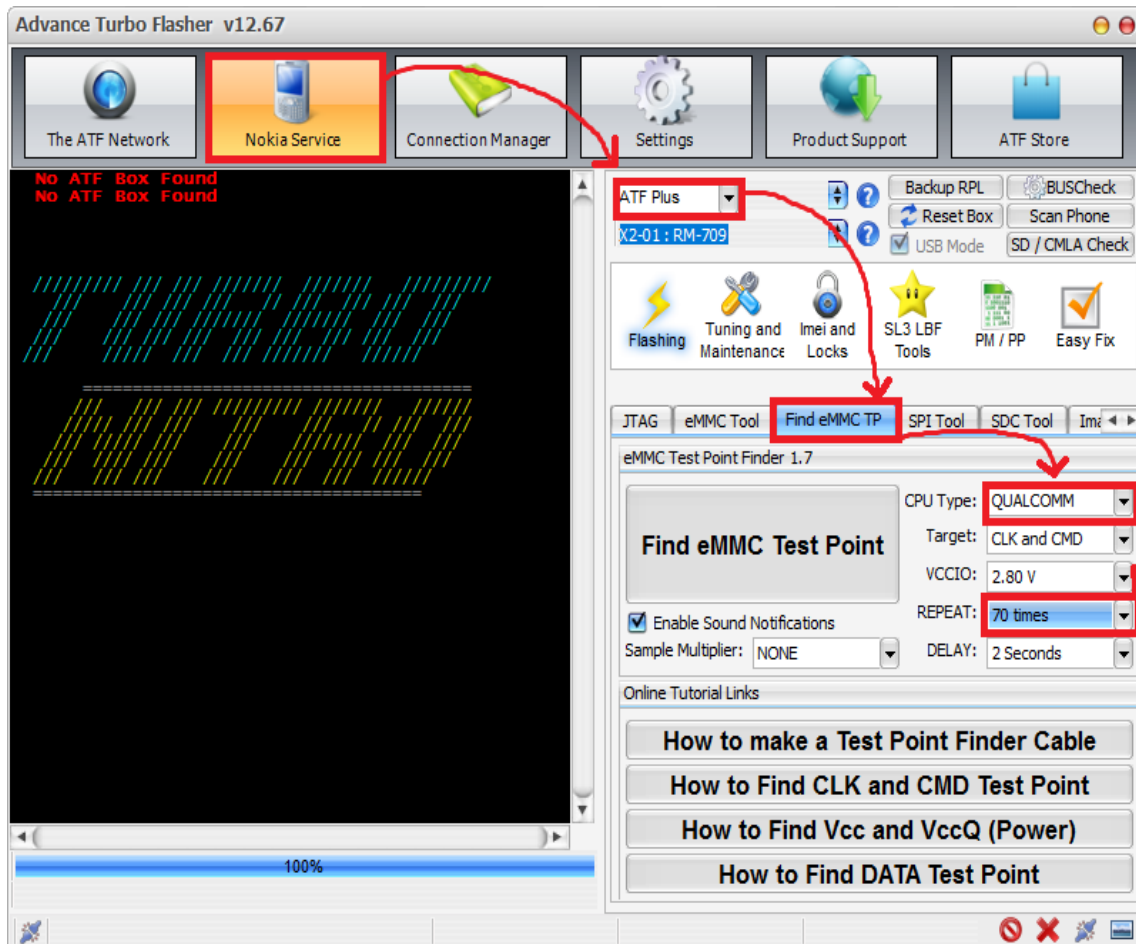 Advance Turbo Flasher v12.67
The ATF Network
Nokia Service
Connection Manager
Settings
Product Support
ATF Store
No ATF Box Found
No ATF Box Found
TURBO
NITRO
100%
ATF Plus
Backup RPL
BUSCheck
Reset Box
Scan Phone
X2-01 : RM-709
USB Mode
SD / CMLA Check
Flashing
Tuning and
Maintenance
Imei and
Locks
SL3 LBF
Tools
PM / PP
Easy Fix
JTAG
eMMC Tool
Find eMMC TP
SPI Tool
SDC Tool
Ima
eMMC Test Point Finder 1.7
Find eMMC Test Point
CPU Type: QUALCOMM
Target: CLK and CMD
VCCIO: 2.80 V
REPEAT: 70 times
Enable Sound Notifications
Sample Multiplier: NONE
DELAY: 2 Seconds
Online Tutorial Links
How to make a Test Point Finder Cable
How to Find CLK and CMD Test Point
How to Find Vcc and VccQ (Power)
How to Find DATA Test Point